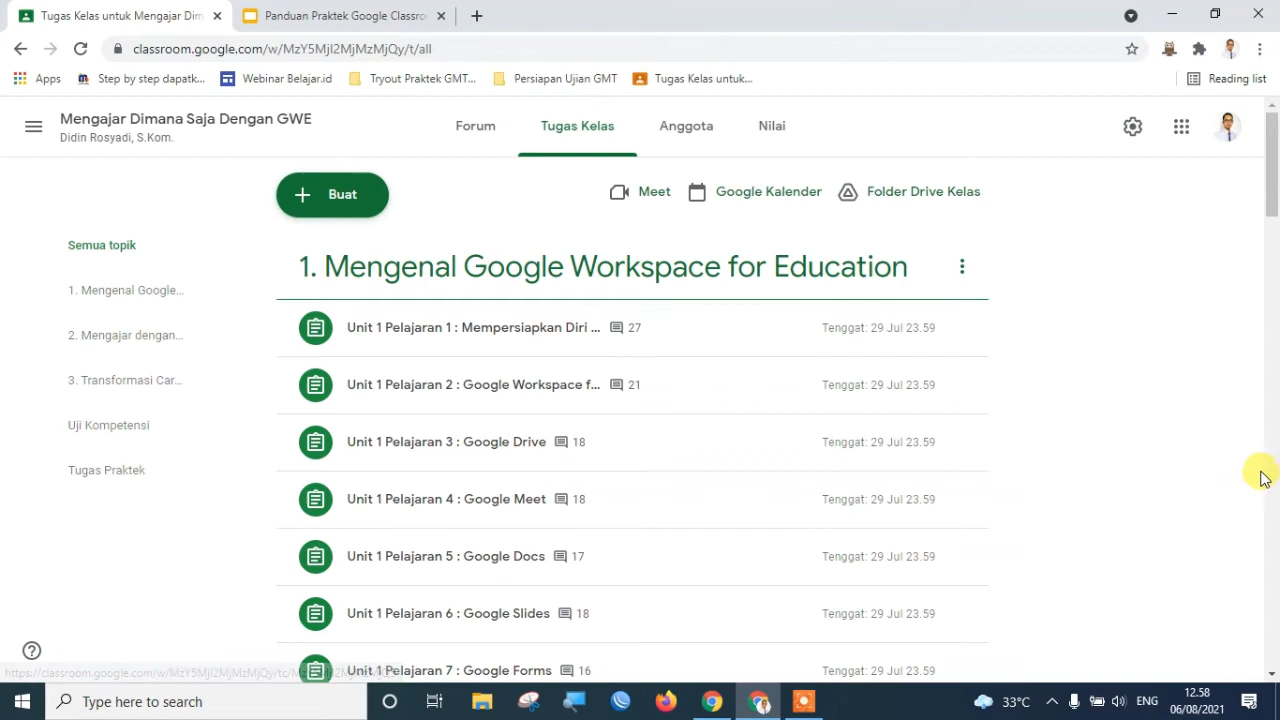 Tugas Kelas untuk Mengajar Dim
Panduan Praktek Google Classro
classroom.google.com/w/MzY5MjI2MjMzMjQy/t/all
Apps
Step by step dapatk...
Webinar Belajar.id
Tryout Praktek GMT...
Persiapan Ujian GMT
Tugas Kelas untuk...
Reading list
Mengajar Dimana Saja Dengan GWE
Didin Rosyadi, S.Kom.
Forum
Tugas Kelas
Anggota
Nilai
Buat
Meet
Google Kalender
Folder Drive Kelas
Semua topik
1. Mengenal Google...
2. Mengajar dengan...
3. Transformasi Car...
Uji Kompetensi
Tugas Praktek
1. Mengenal Google Workspace for Education
Unit 1 Pelajaran 1 : Mempersiapkan Diri ... 27 Tenggat: 29 Jul 23.59
Unit 1 Pelajaran 2 : Google Workspace f... 21 Tenggat: 29 Jul 23.59
Unit 1 Pelajaran 3 : Google Drive 18 Tenggat: 29 Jul 23.59
Unit 1 Pelajaran 4 : Google Meet 18 Tenggat: 29 Jul 23.59
Unit 1 Pelajaran 5 : Google Docs 17 Tenggat: 29 Jul 23.59
Unit 1 Pelajaran 6 : Google Slides 18 Tenggat: 29 Jul 23.59
Unit 1 Pelajaran 7 : Google Forms 16 Tenggat: 29 Jul 23.59
Type here to search
33°C
ENG
12.58
06/08/2021